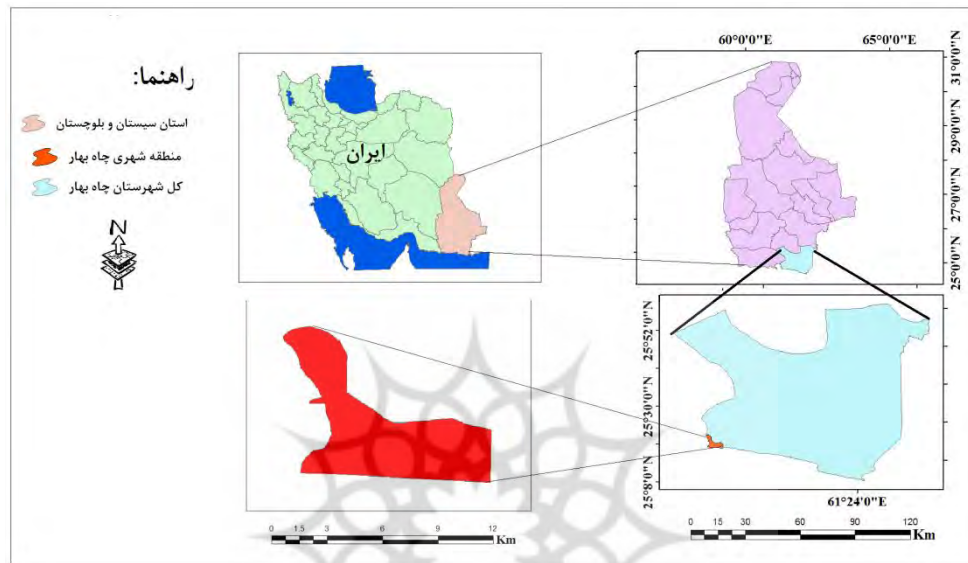 راهنما:
استان سیستان و بلوچستان
منطقه شهری چاه بهار
کل شهرستان چاه بهار
N
ایران
60°0'0"E 65°0'0"E
31°0'0"N
29°0'0"N
27°0'0"N
25°0'0"N
25°52'0"N
25°30'0"N
25°8'0"N
61°24'0"E
0 1.5 3 6 9 12
Km
0 15 30 60 90 120
Km